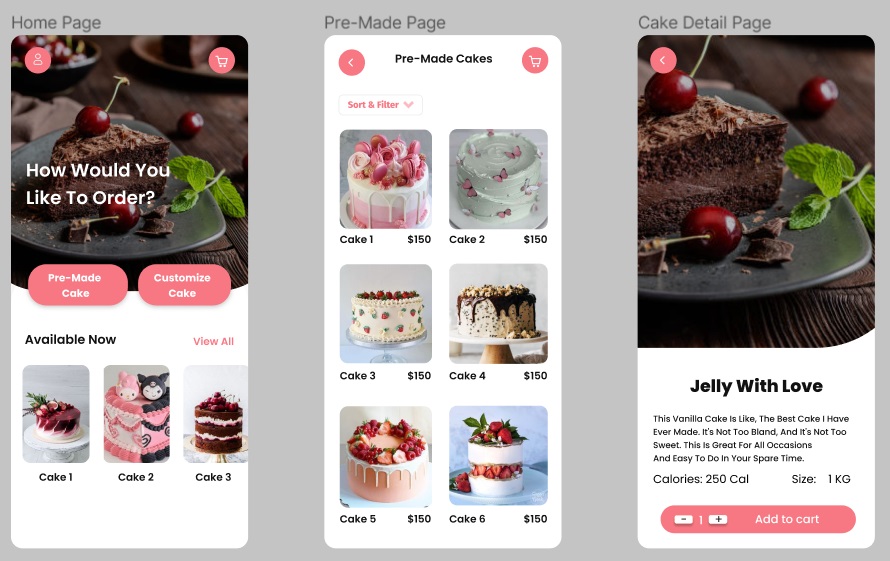 Home Page
How Would You
Like To Order?
Pre-Made
Cake
Customize
Cake
Available Now
View All
Cake 1
Cake 2
Cake 3
Pre-Made Page
Pre-Made Cakes
Sort & Filter
Cake 1 $150
Cake 2 $150
Cake 3 $150
Cake 4 $150
Cake 5 $150
Cake 6 $150
Cake Detail Page
Jelly With Love
This Vanilla Cake Is Like, The Best Cake I Have
Ever Made. It's Not Too Bland, And It's Not Too
Sweet. This Is Great For All Occasions
And Easy To Do In Your Spare Time.
Calories: 250 Cal
Size: 1 KG
- 1 +
Add to cart